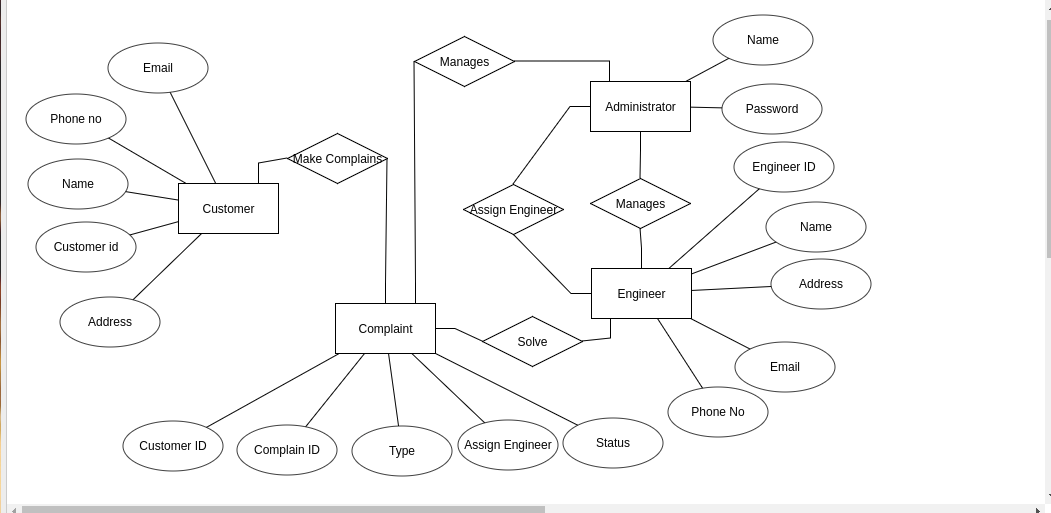 Name
Manages
Email
Administrator
Password
Phone no
Make Complains
Engineer ID
Name
Manages
Assign Engineer
Customer
Name
Customer id
Address
Engineer
Address
Complaint
Solve
Email
Phone No
Customer ID
Complain ID
Type
Assign Engineer
Status